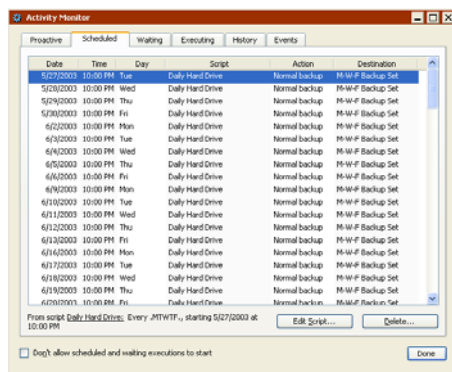 Activity Monitor
Proactive Scheduled Waiting Executing History Events
Date Time Day Script Action Destination
5/27/2003 10:00 PM Tue Daily Hard Drive Normal backup M-W-F Backup Set
5/28/2003 10:00 PM Wed Daily Hard Drive Normal backup M-W-F Backup Set
5/29/2003 10:00 PM Thu Daily Hard Drive Normal backup M-W-F Backup Set
5/30/2003 10:00 PM Fri Daily Hard Drive Normal backup M-W-F Backup Set
6/2/2003 10:00 PM Mon Daily Hard Drive Normal backup M-W-F Backup Set
6/3/2003 10:00 PM Tue Daily Hard Drive Normal backup M-W-F Backup Set
6/4/2003 10:00 PM Wed Daily Hard Drive Normal backup M-W-F Backup Set
6/5/2003 10:00 PM Thu Daily Hard Drive Normal backup M-W-F Backup Set
6/6/2003 10:00 PM Fri Daily Hard Drive Normal backup M-W-F Backup Set
6/9/2003 10:00 PM Mon Daily Hard Drive Normal backup M-W-F Backup Set
6/10/2003 10:00 PM Tue Daily Hard Drive Normal backup M-W-F Backup Set
6/11/2003 10:00 PM Wed Daily Hard Drive Normal backup M-W-F Backup Set
6/12/2003 10:00 PM Thu Daily Hard Drive Normal backup M-W-F Backup Set
6/13/2003 10:00 PM Fri Daily Hard Drive Normal backup M-W-F Backup Set
6/16/2003 10:00 PM Mon Daily Hard Drive Normal backup M-W-F Backup Set
6/17/2003 10:00 PM Tue Daily Hard Drive Normal backup M-W-F Backup Set
6/18/2003 10:00 PM Wed Daily Hard Drive Normal backup M-W-F Backup Set
6/19/2003 10:00 PM Thu Daily Hard Drive Normal backup M-W-F Backup Set
6/20/2003 10:00 PM Fri Daily Hard Drive Normal backup M-W-F Backup Set
From script Daily Hard Drive: Every .MTWTF., starting 5/27/2003 at
10:00 PM
Edit Script... Delete...
Don't allow scheduled and waiting executions to start
Done